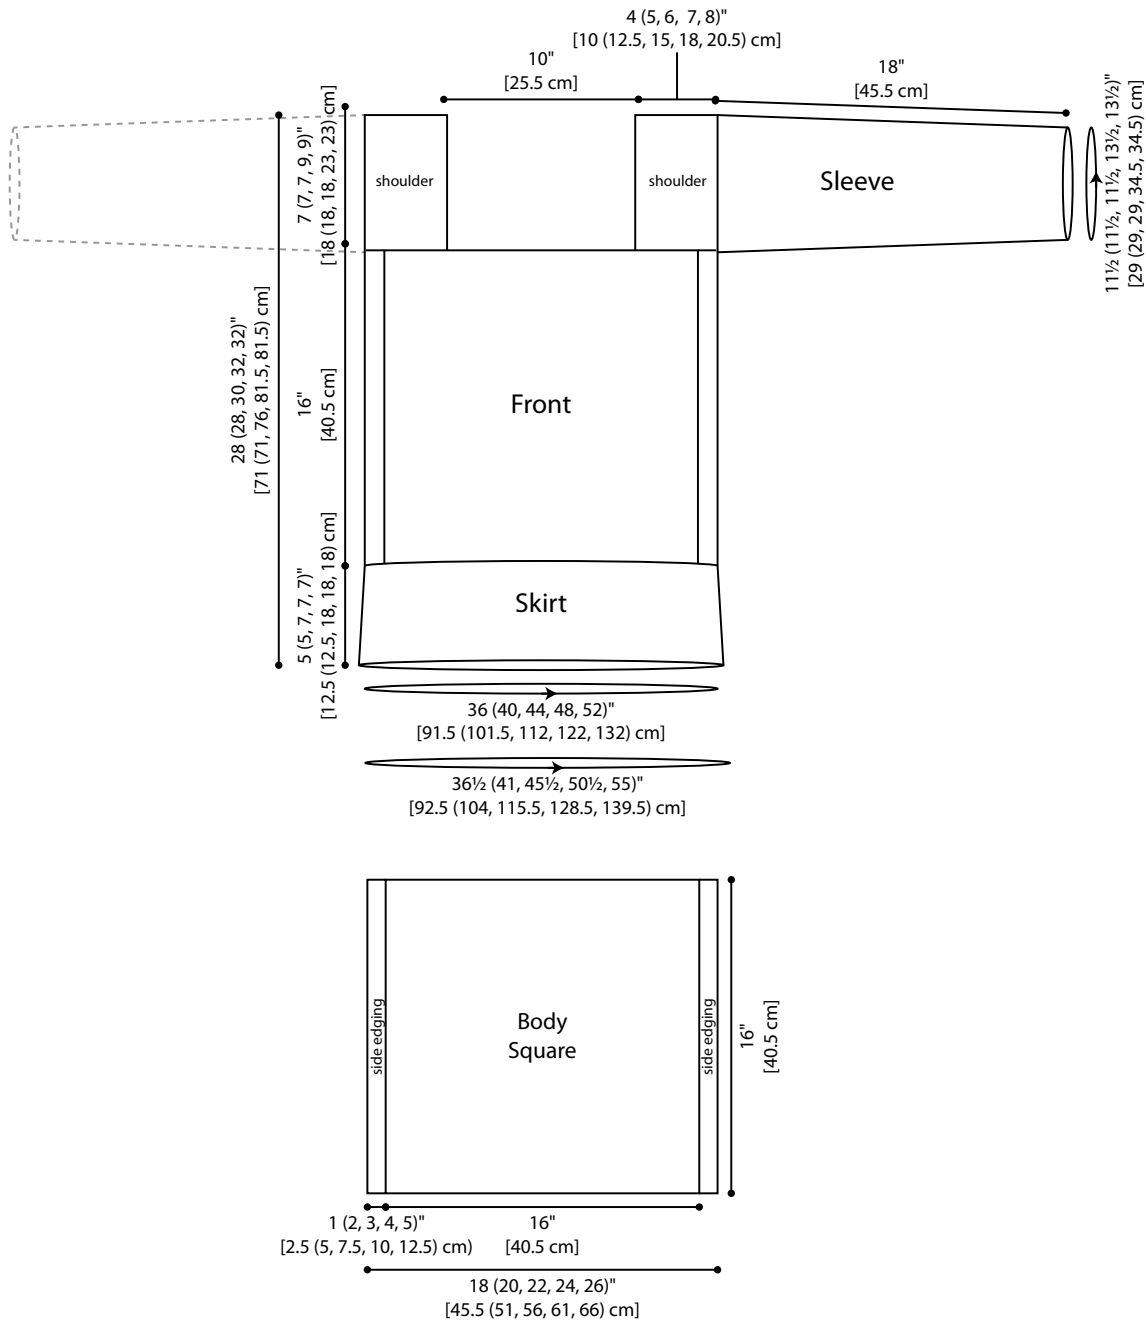 4 (5, 6, 7, 8)"
[10 (12.5, 15, 18, 20.5) cm]
10"
[25.5 cm]
18"
[45.5 cm]
7 (7, 7, 9, 9)"
[18 (18, 18, 23, 23) cm]
shoulder
shoulder
Sleeve
11½ (11½, 11½, 13½, 13½)"
[29 (29, 29, 34.5, 34.5) cm]
28 (28, 30, 32, 32)"
[71 (71, 76, 81.5, 81.5) cm]
16"
[40.5 cm]
Front
5 (5, 7, 7, 7)"
[12.5 (12.5, 18, 18, 18) cm]
Skirt
36 (40, 44, 48, 52)"
[91.5 (101.5, 112, 122, 132) cm]
36½ (41, 45½, 50½, 55)"
[92.5 (104, 115.5, 128.5, 139.5) cm]
side edging
Body
Square
side edging
16"
[40.5 cm]
1 (2, 3, 4, 5)"
[2.5 (5, 7.5, 10, 12.5) cm)
16"
[40.5 cm]
18 (20, 22, 24, 26)"
[45.5 (51, 56, 61, 66) cm]